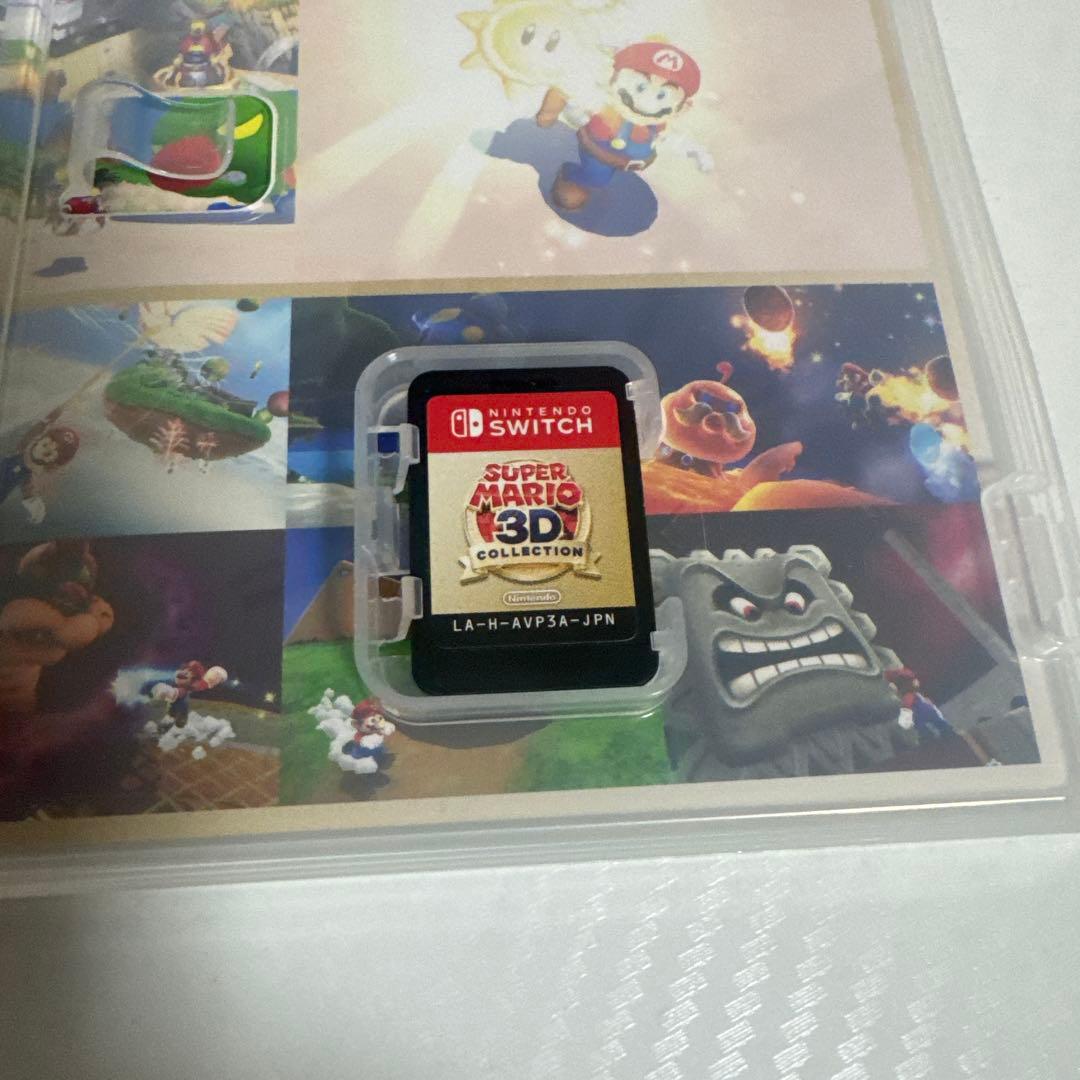 M
NINTENDO
SWITCH
SUPER
MARIO
3D
COLLECTION
Nintendo
LA-H-AVP3A-JPN